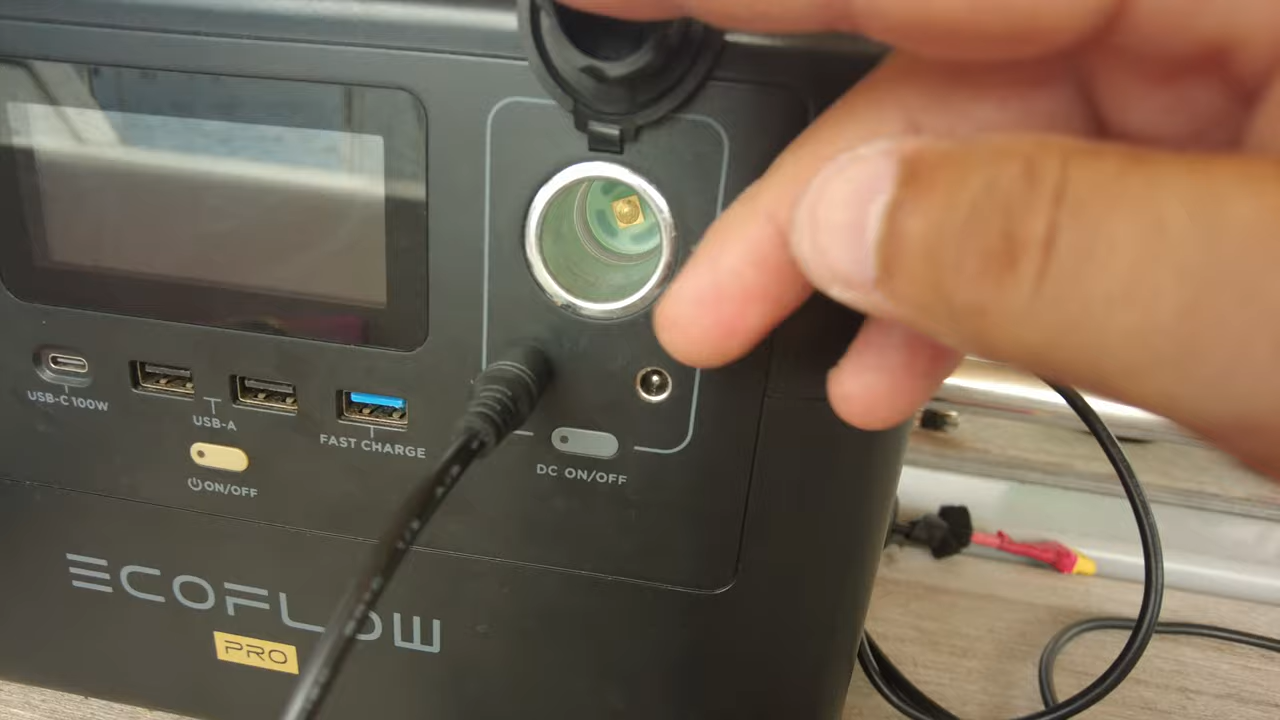 USB-C 100W
USB-A
FAST CHARGE
ON/OFF
DC ON/OFF
ECOFLOW
PRO